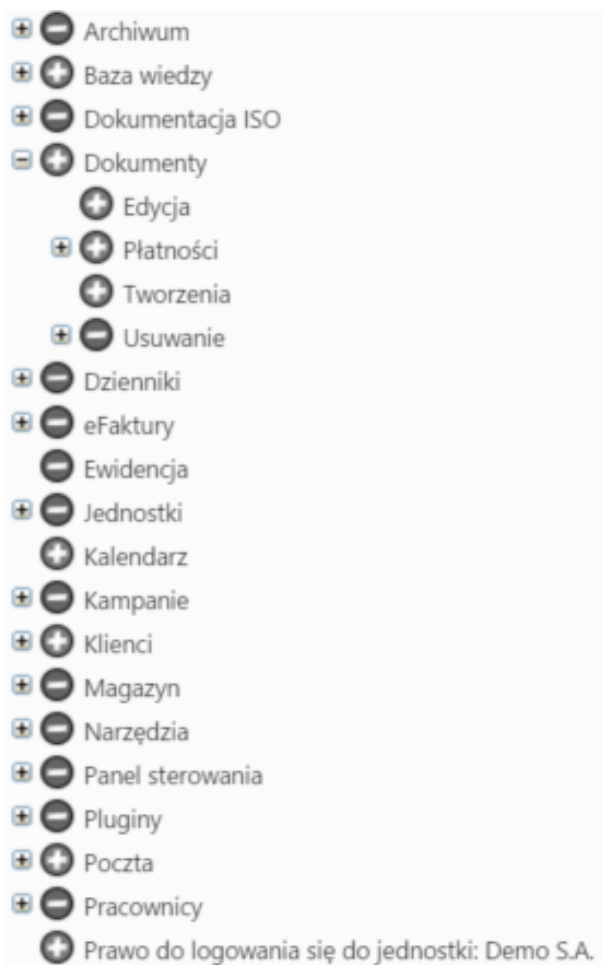 Archiwum
Baza wiedzy
Dokumentacja ISO
Dokumenty
Edycja
Płatności
Tworzenia
Usuwanie
Dzienniki
eFaktury
Ewidencja
Jednostki
Kalendarz
Kampanie
Klienci
Magazyn
Narzędzia
Panel sterowania
Pluginy
Poczta
Pracownicy
Prawo do logowania się do jednostki: Demo S.A.